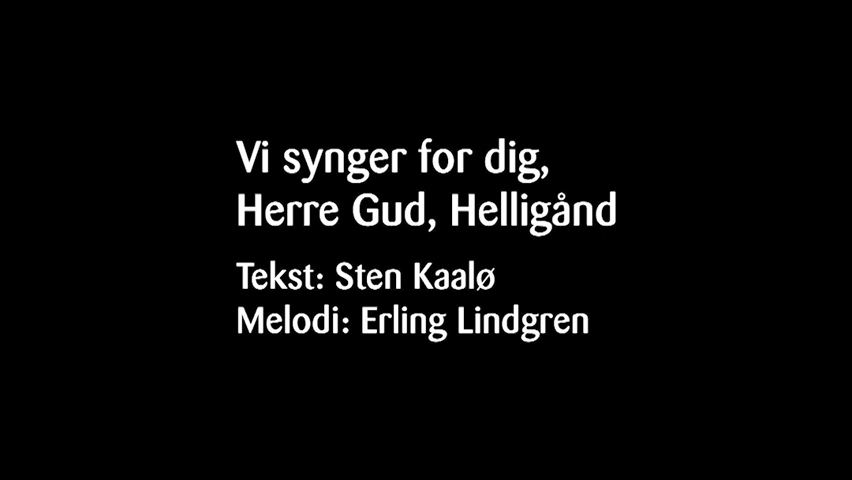 Vi synger for dig,
Herre Gud, Helligånd
Tekst: Sten Kaalø
Melodi: Erling Lindgren